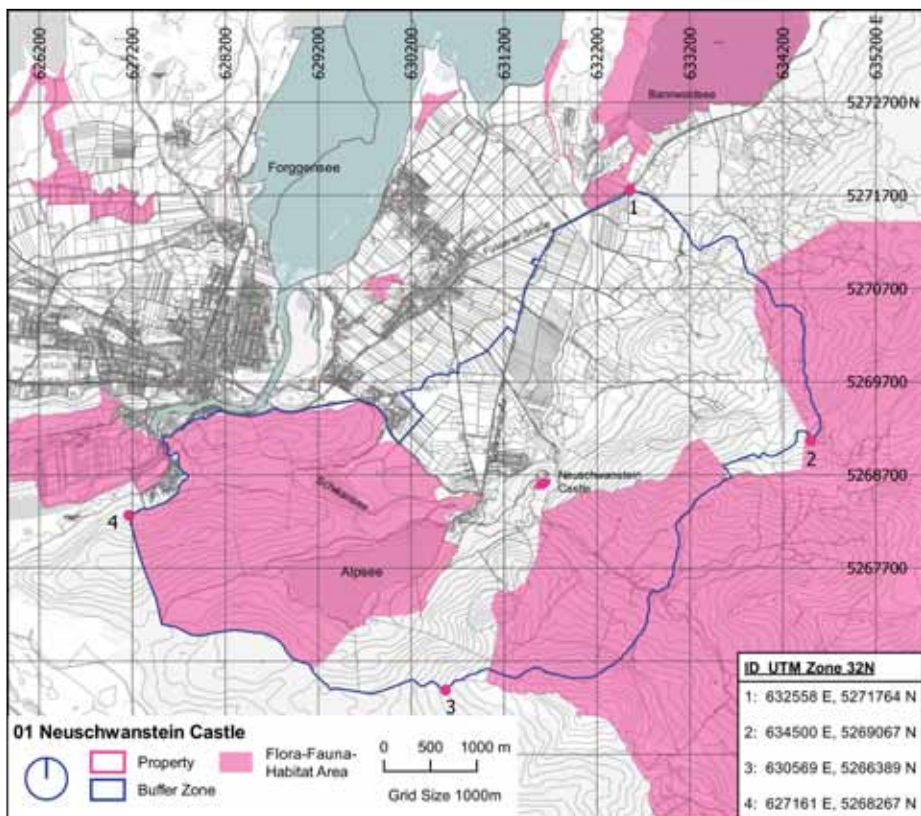 626200
627200
628200
629200
630200
631200
632200
633200
634200
635200 E
Bannwaldsee
5272700 N
Forggensee
5271700
1
5270700
5269700
2
Schwansee
Neuschwanstein
Castle
5268700
4
Alpsee
5267700
3
ID UTM Zone 32N
1: 632558 E, 5271764 N
2: 634500 E, 5269067 N
3: 630569 E, 5266389 N
4: 627161 E, 5268267 N
01 Neuschwanstein Castle
Property
Buffer Zone
Flora-Fauna-
Habitat Area
0 500 1000 m
Grid Size 1000m